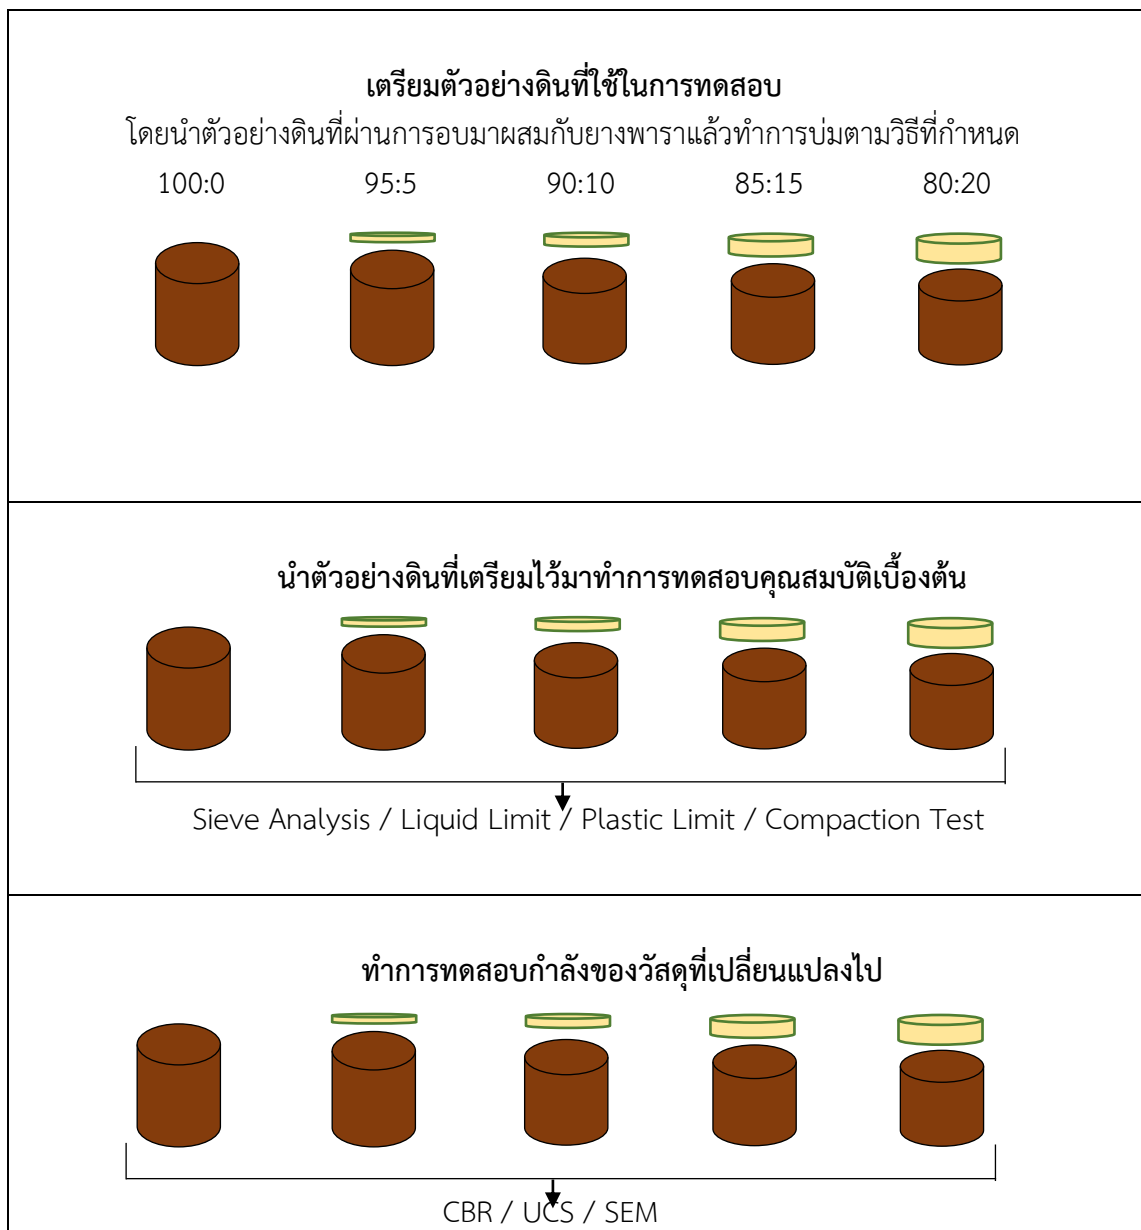 เตรียมตัวอย่างดินที่ใช้ในการทดสอบ
โดยนำตัวอย่างดินที่ผ่านการอบมาผสมกับยางพาราแล้วทำการบ่มตามวิธีที่กำหนด
100:0 95:5 90:10 85:15 80:20
นำตัวอย่างดินที่เตรียมไว้มาทำการทดสอบคุณสมบัติเบื้องต้น
Sieve Analysis / Liquid Limit / Plastic Limit / Compaction Test
ทำการทดสอบกำลังของวัสดุที่เปลี่ยนแปลงไป
CBR / UCS / SEM